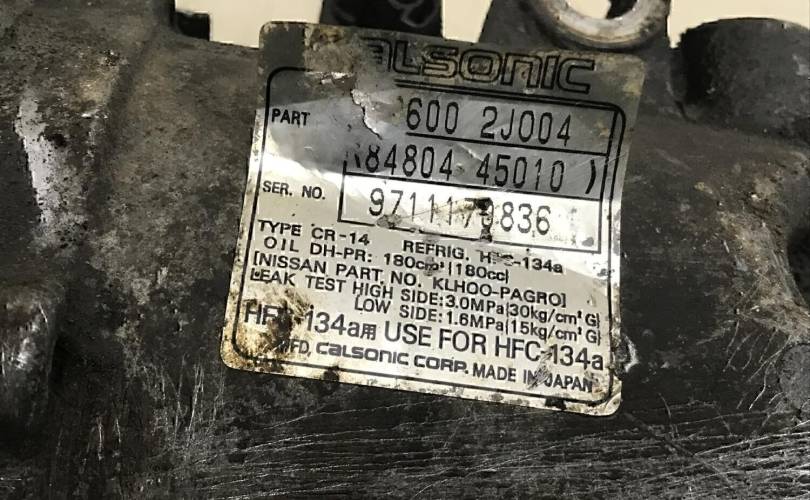 CALSONIC
PART 600 2J004
84804 45010 )
SER. NO. 9711179836
TYPE CR-14 REFRIG. HFC-134a
OIL DH-PR: 180cm³{180cc}
[NISSAN PART NO. KLH00-PAGR0]
LEAK TEST HIGH SIDE:3.0MPa{30kg/cm²G}
LOW SIDE:1.6MPa{15kg/cm²G}
HFC-134a用 USE FOR HFC-134a
MFD. CALSONIC CORP. MADE IN JAPAN